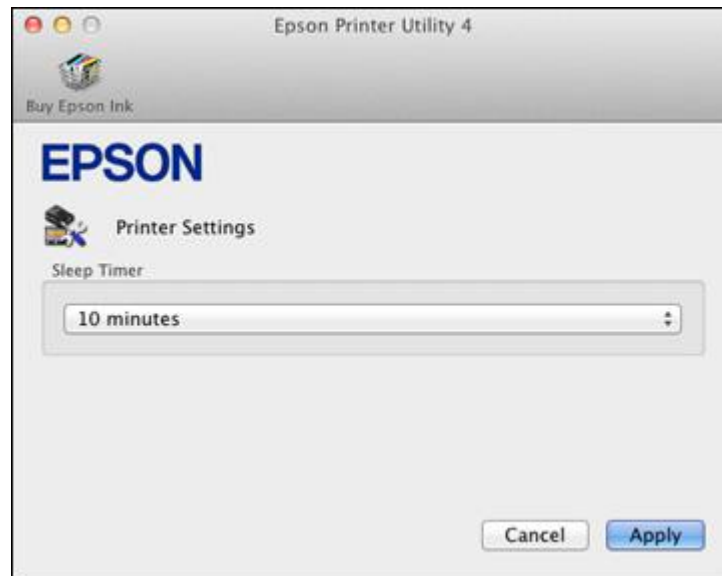 Epson Printer Utility 4
Buy Epson Ink
EPSON
Printer Settings
Sleep Timer
10 minutes
Cancel
Apply